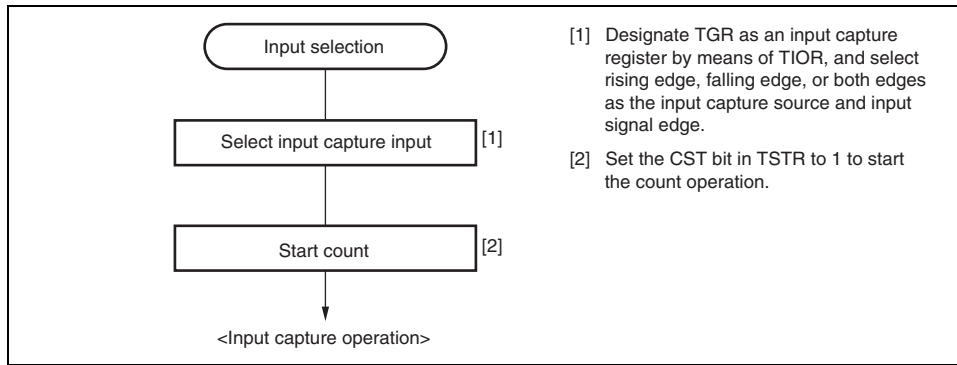 Input selection
Select input capture input
[1]
Start count
[2]
<Input capture operation>
[1] Designate TGR as an input capture
register by means of TIOR, and select
rising edge, falling edge, or both edges
as the input capture source and input
signal edge.
[2] Set the CST bit in TSTR to 1 to start
the count operation.